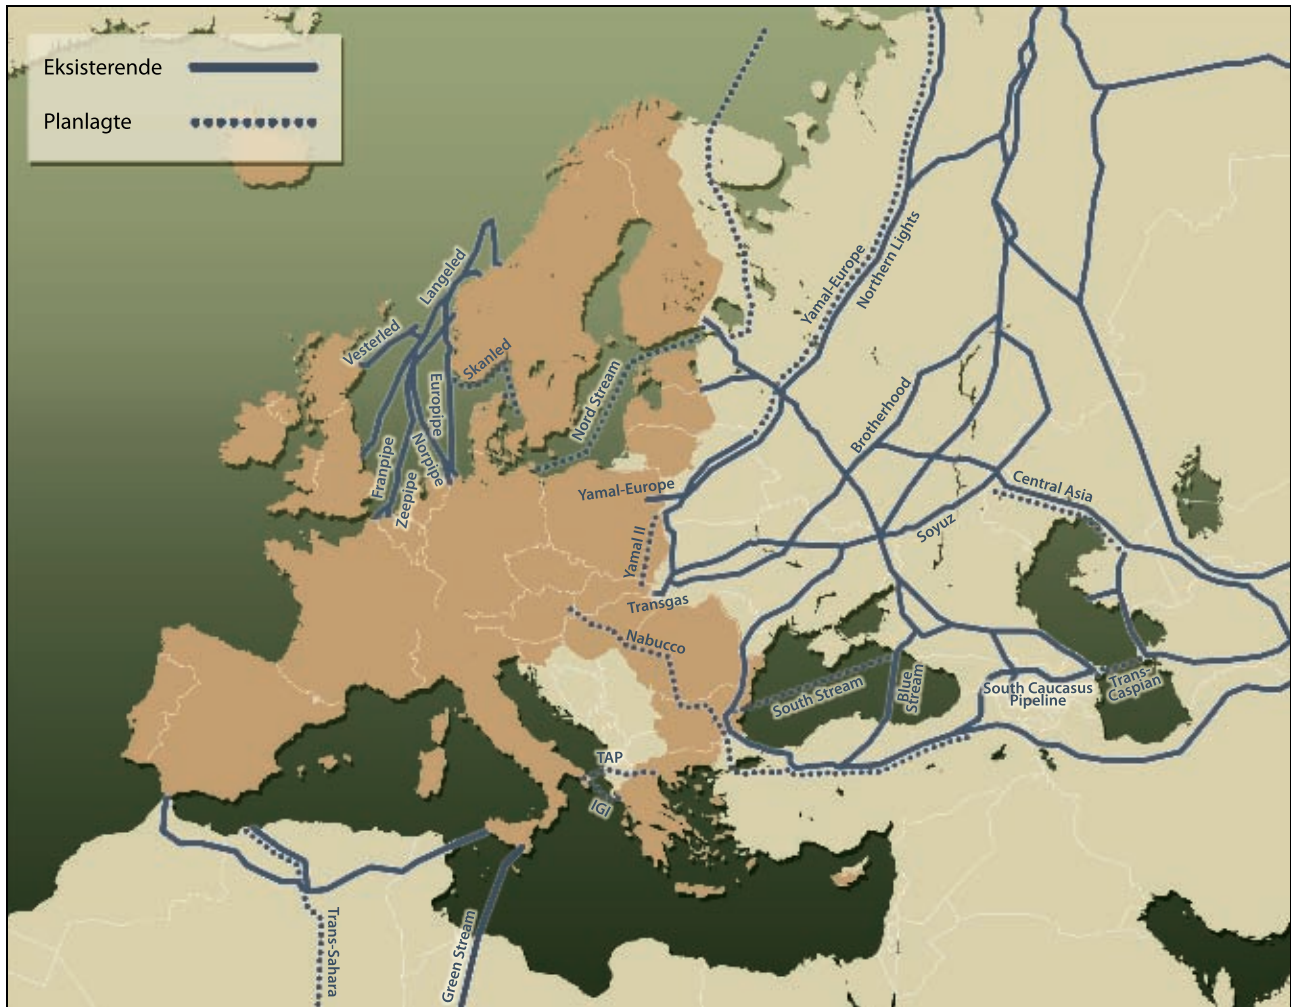 Eksisterende
Planlagte
Langeled
Vesterled
Skanled
Europipe
Norpipe
Franpipe
Zeepipe
Nord Stream
Yamal-Europe
Northern Lights
Brotherhood
Yamal-Europe
Yamal II
Transgas
Nabucco
Soyuz
Central Asia
South Stream
Blue
Stream
South Caucasus
Pipeline
Trans-
Caspian
TAP
IGI
Trans-Sahara
Green Stream